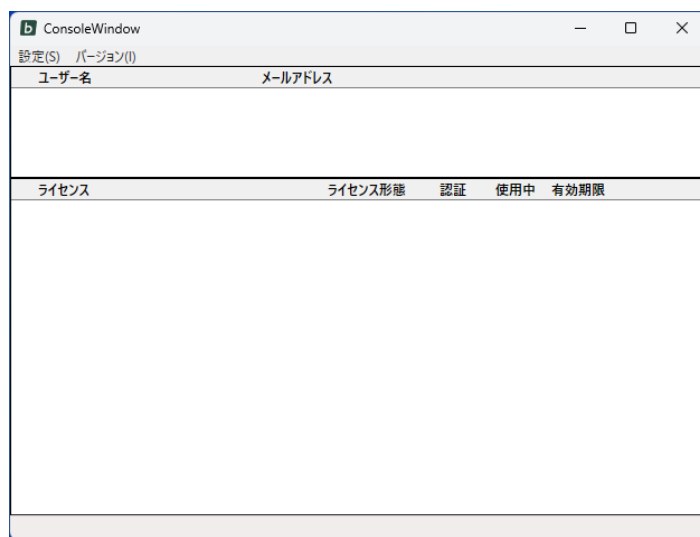 b ConsoleWindow
設定(S) バージョン(I)
ユーザー名 メールアドレス
ライセンス ライセンス形態 認証 使用中 有効期限